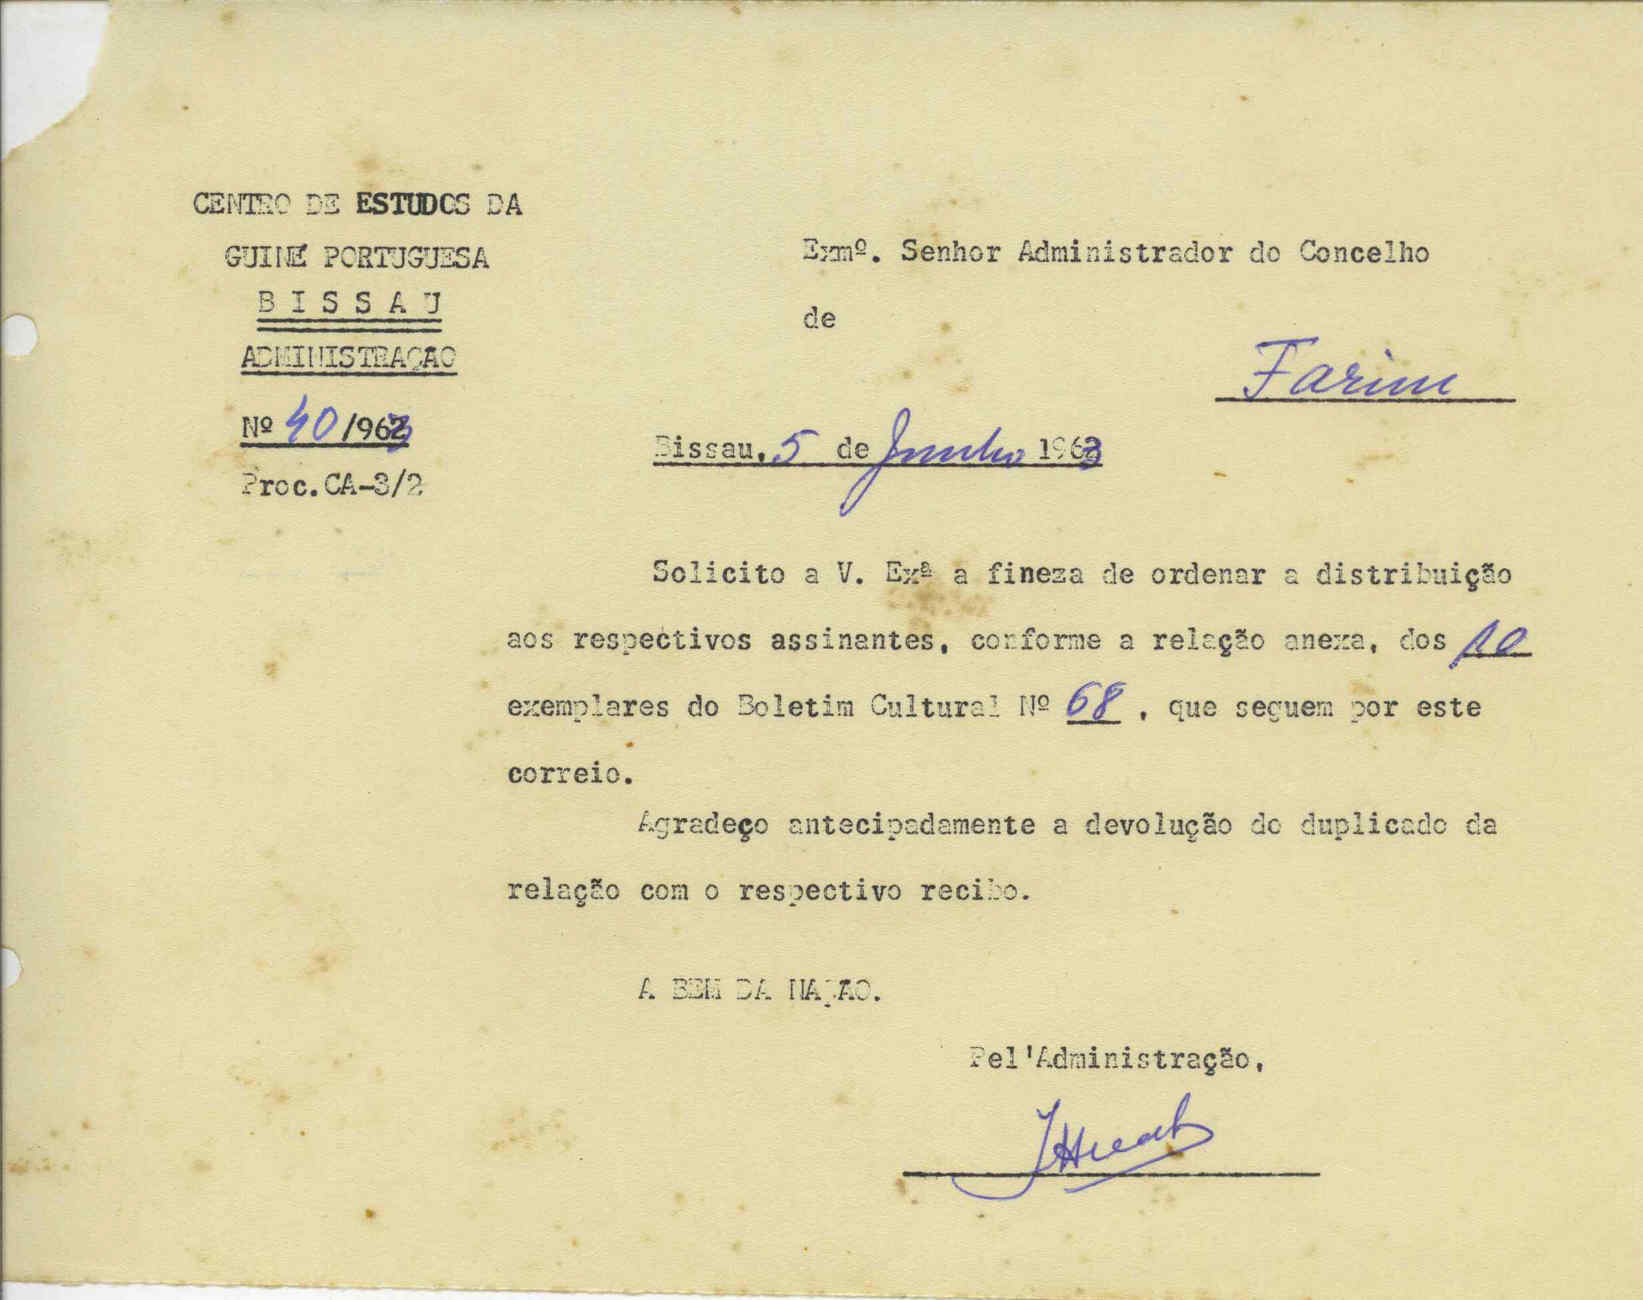 CENTRO DE ESTUDOS DA
GUINÉ PORTUGUESA
B I S S A U
ADMINISTRAÇÃO
Nº 40/963
Proc.CA-3/2
Exmº. Senhor Administrador do Concelho
de
Farim
Bissau, 5 de Junho 1963
Solicito a V. Exª a fineza de ordenar a distribuição
aos respectivos assinantes, conforme a relação anexa, dos 10
exemplares do Boletim Cultural Nº 68 , que seguem por este
correio.
Agradeço antecipadamente a devolução do duplicado da
relação com o respectivo recibo.
A BEM DA NAÇÃO.
Pel'Administração,